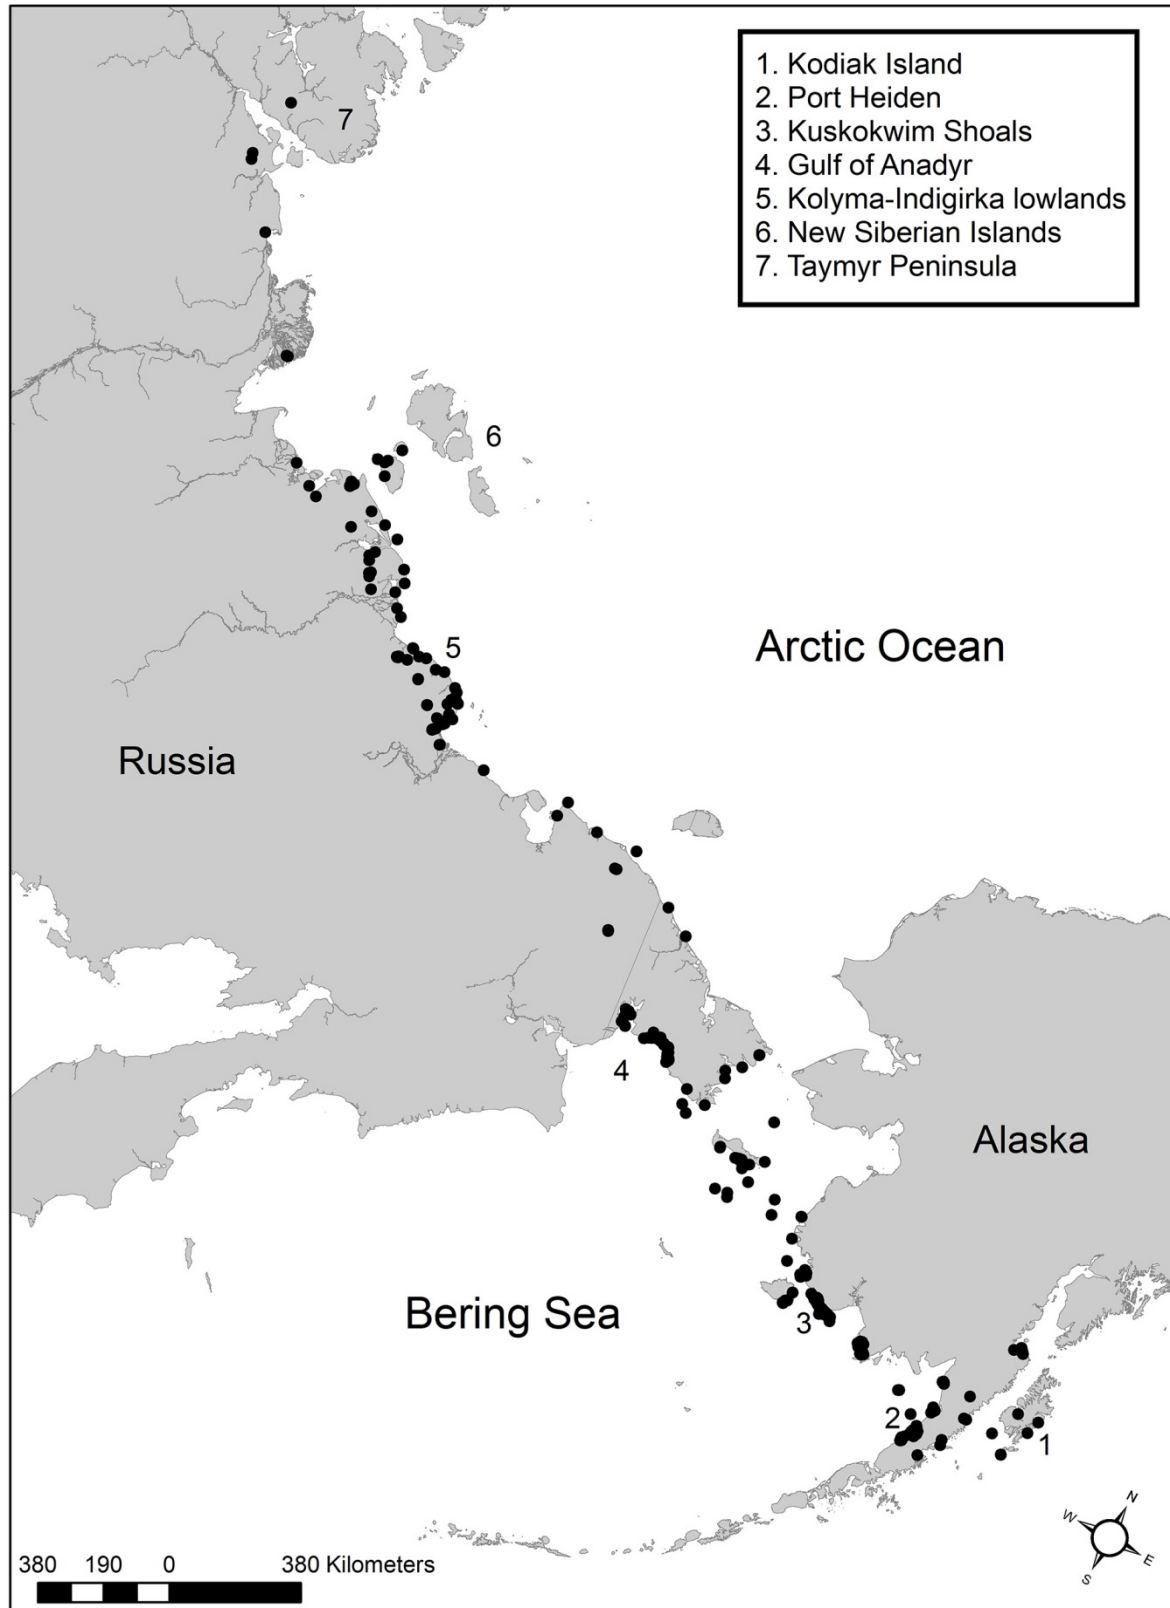 1. Kodiak Island
2. Port Heiden
3. Kuskokwim Shoals
4. Gulf of Anadyr
5. Kolyma-Indigirka lowlands
6. New Siberian Islands
7. Taymyr Peninsula
7
6
5
Arctic Ocean
Russia
4
Alaska
Bering Sea
3
2
1
N
W
E
S
380 190 0 380 Kilometers